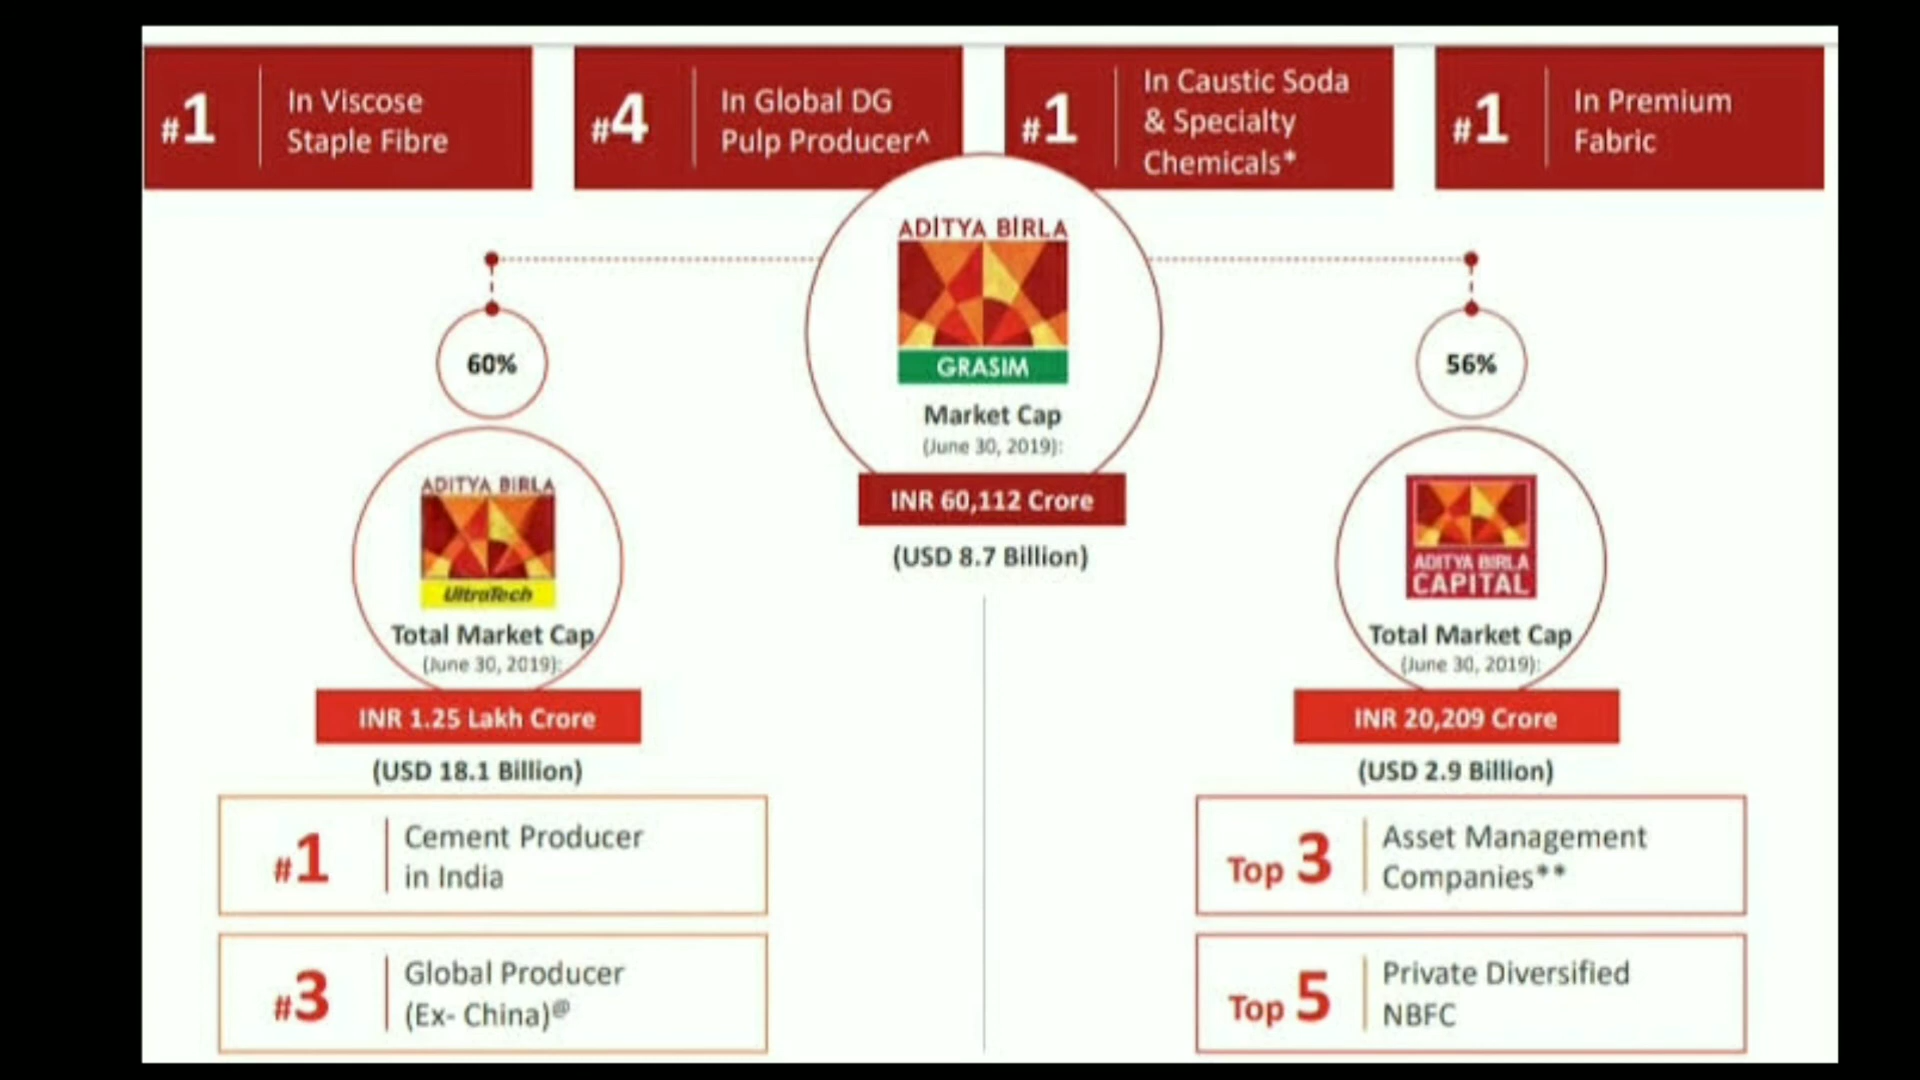 #1
In Viscose
Staple Fibre
#4
In Global DG
Pulp Producer^
#1
In Caustic Soda
& Specialty
Chemicals*
#1
In Premium
Fabric
ADİTYA BİRLA
GRASIM
Market Cap
(June 30, 2019):
INR 60,112 Crore
(USD 8.7 Billion)
60%
ADITYA BIRLA
UltraTech
Total Market Cap
(June 30, 2019):
INR 1.25 Lakh Crore
(USD 18.1 Billion)
#1
Cement Producer
in India
#3
Global Producer
(Ex- China)@
56%
ADITYA BIRLA
CAPITAL
Total Market Cap
(June 30, 2019):
INR 20,209 Crore
(USD 2.9 Billion)
Top 3
Asset Management
Companies**
Top 5
Private Diversified
NBFC